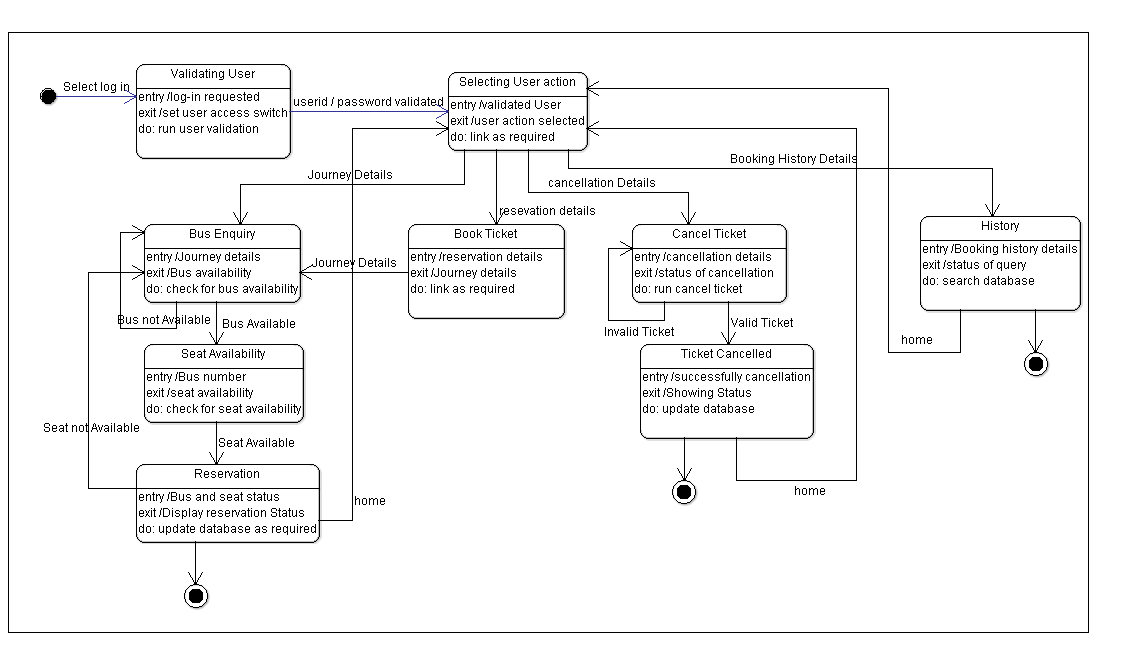 Select log in
Validating User
entry /log-in requested
exit /set user access switch
do: run user validation
userid / password validated
Selecting User action
entry /validated User
exit /user action selected
do: link as required
Journey Details
resevation details
cancellation Details
Booking History Details
Bus Enquiry
entry /Journey details
exit /Bus availability
do: check for bus availability
Journey Details
Book Ticket
entry /reservation details
exit /Journey details
do: link as required
Cancel Ticket
entry /cancellation details
exit /status of cancellation
do: run cancel ticket
History
entry /Booking history details
exit /status of query
do: search database
Bus not Available
Bus Available
Invalid Ticket
Valid Ticket
home
Seat Availability
entry /Bus number
exit /seat availability
do: check for seat availability
Ticket Cancelled
entry /successfully cancellation
exit /Showing Status
do: update database
Seat not Available
Seat Available
Reservation
entry /Bus and seat status
exit /Display reservation Status
do: update database as required
home
home